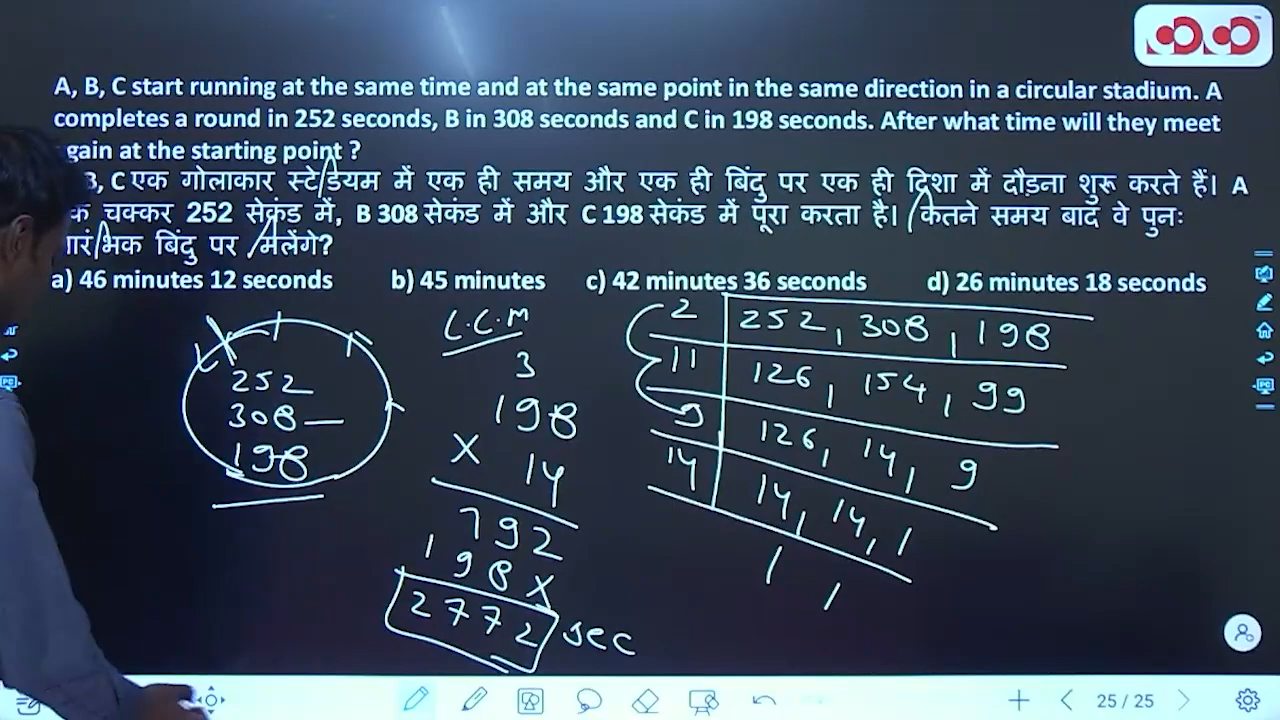 A, B, C start running at the same time and at the same point in the same direction in a circular stadium. A
completes a round in 252 seconds, B in 308 seconds and C in 198 seconds. After what time will they meet
gain at the starting point ?
B, C एक गोलाकार स्टेडियम में एक ही समय और एक ही बिंदु पर एक ही दिशा में दौड़ना शुरू करते हैं। A
क चक्कर 252 सेकंड में, B 308 सेकंड में और C 198 सेकंड में पूरा करता है। कितने समय बाद वे पुनः
बिंदु पर मिलेंगे?
a) 46 minutes 12 seconds b) 45 minutes c) 42 minutes 36 seconds d) 26 minutes 18 seconds
252
308
198
L.C.M
3
198
X 14
792
198X
2772 sec
2 252, 308, 198
11 126, 154, 99
9 126, 14, 9
14 14, 14, 1
1 1
25 / 25